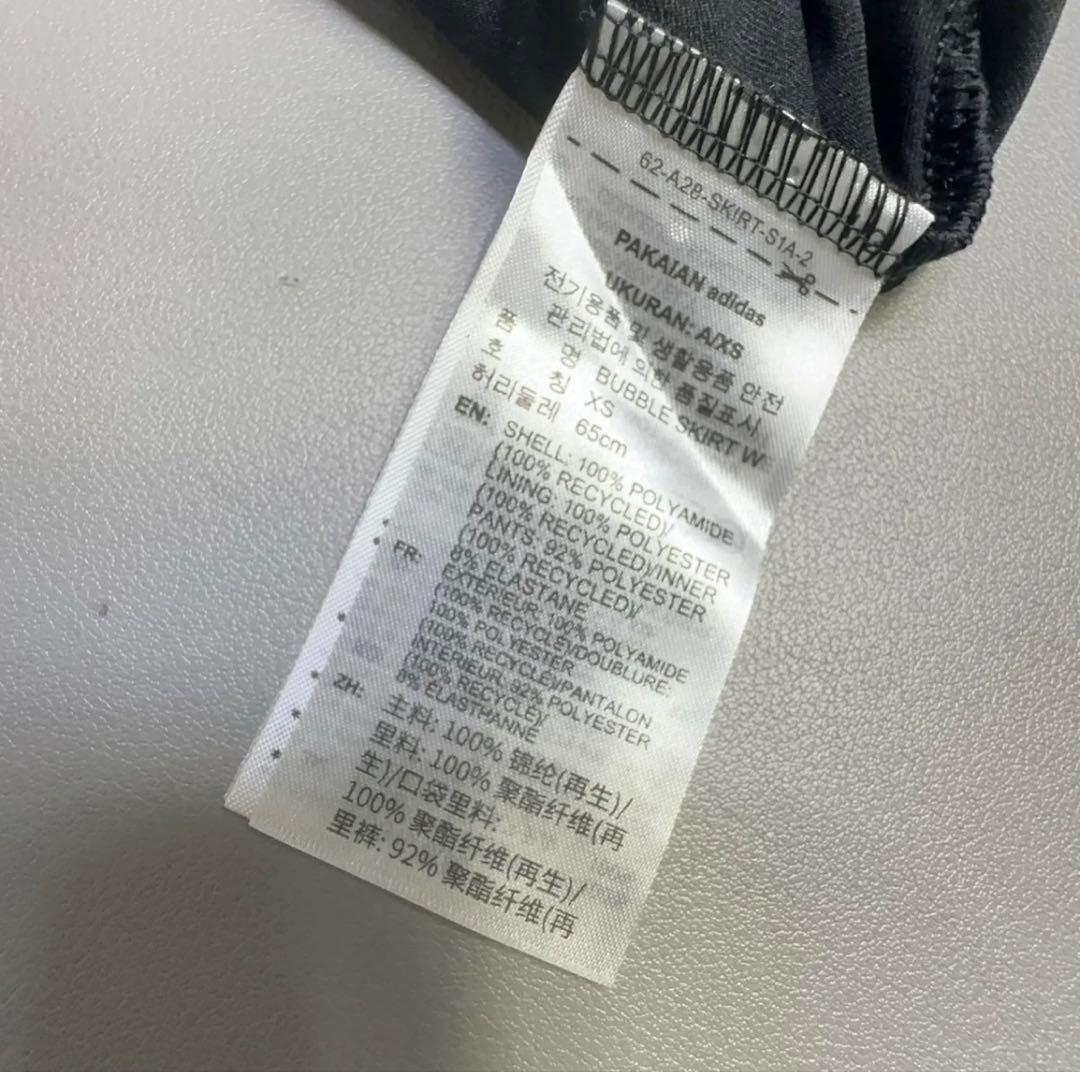 62-A28-SKIRT-S1A-2
PAKAIAN adidas
UKURAN: A/XS
전기용품 및 생활용품 안전
관리법에 의한 품질표시
품 명 BUBBLE SKIRT W
호 칭 XS
허리둘레 65cm
EN: SHELL: 100% POLYAMIDE
(100% RECYCLED)/
LINING: 100% POLYESTER
(100% RECYCLED)/INNER
PANTS: 92% POLYESTER
(100% RECYCLED)/
8% ELASTANE
FR: EXTERIEUR: 100% POLYAMIDE
(100% RECYCLE)/DOUBLURE:
100% POLYESTER
(100% RECYCLE)/PANTALON
INTERIEUR: 92% POLYESTER
(100% RECYCLE)/
8% ELASTHANNE
ZH: 主料: 100% 锦纶(再生)/
里料: 100% 聚酯纤维(再
生)/口袋里料:
100% 聚酯纤维(再生)/
里裤: 92% 聚酯纤维(再